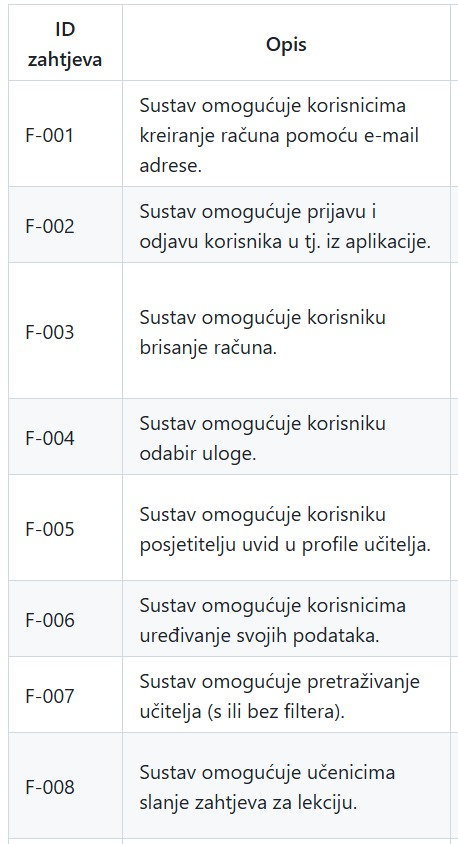 ID
zahtjeva
Opis
F-001
Sustav omogućuje korisnicima
kreiranje računa pomoću e-mail
adrese.
F-002
Sustav omogućuje prijavu i
odjavu korisnika u tj. iz aplikacije.
F-003
Sustav omogućuje korisniku
brisanje računa.
F-004
Sustav omogućuje korisniku
odabir uloge.
F-005
Sustav omogućuje korisniku
posjetitelju uvid u profile učitelja.
F-006
Sustav omogućuje korisnicima
uređivanje svojih podataka.
F-007
Sustav omogućuje pretraživanje
učitelja (s ili bez filtera).
F-008
Sustav omogućuje učenicima
slanje zahtjeva za lekciju.